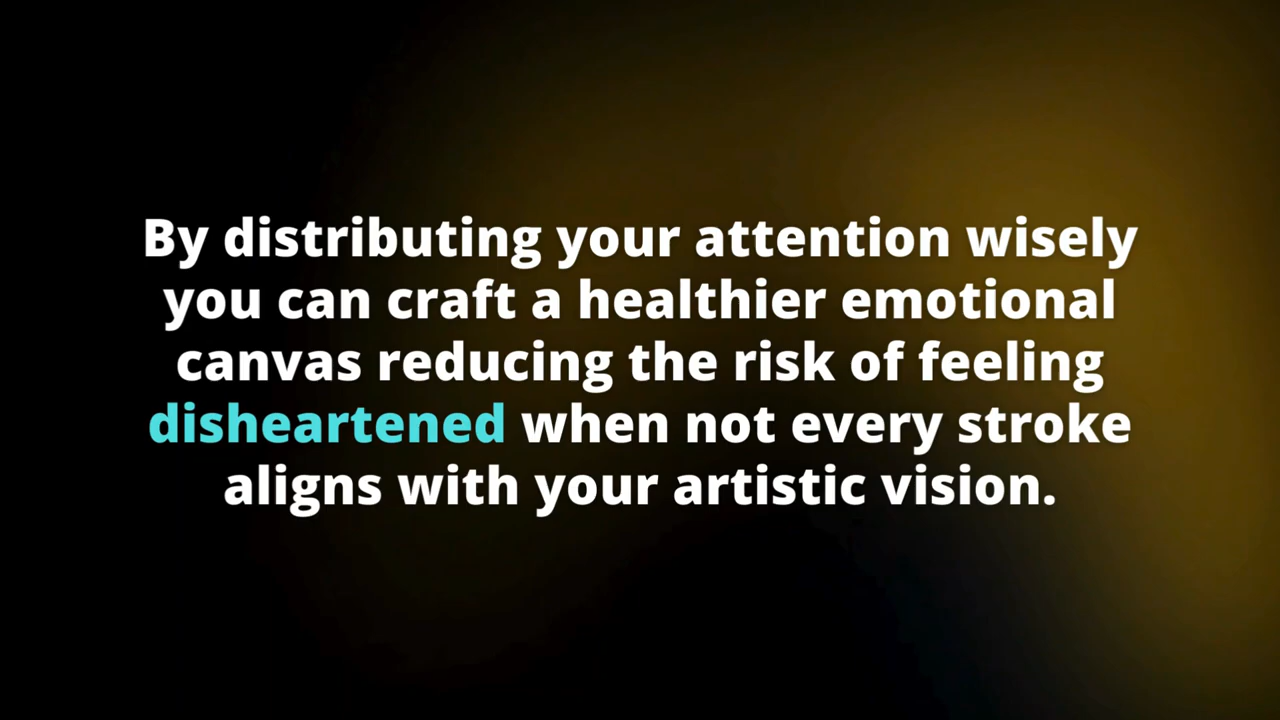 By distributing your attention wisely
you can craft a healthier emotional
canvas reducing the risk of feeling
disheartened when not every stroke
aligns with your artistic vision.